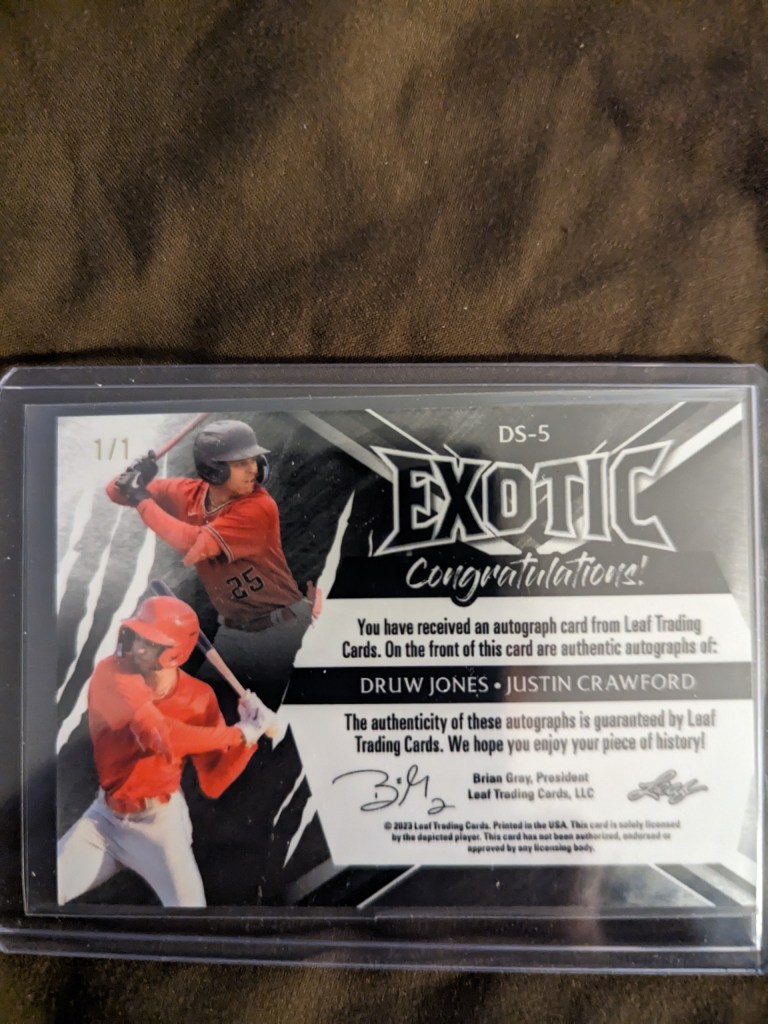 1/1
DS-5
EXOTIC
Congratulations!
25
You have received an autograph card from Leaf Trading
Cards. On the front of this card are authentic autographs of:
DRUW JONES • JUSTIN CRAWFORD
The authenticity of these autographs is guaranteed by Leaf
Trading Cards. We hope you enjoy your piece of history!
Brian Gray, President
Leaf Trading Cards, LLC
Leaf
© 2023 Leaf Trading Cards. Printed in the USA. This card is solely licensed
by the depicted player. This card has not been authorized, endorsed or
approved by any licensing body.